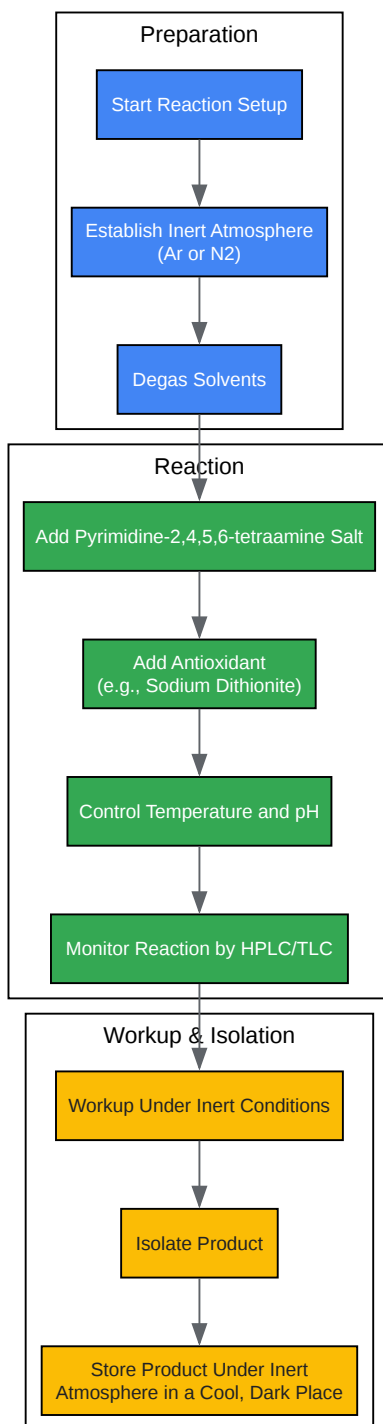 Preparation
Start Reaction Setup
Establish Inert Atmosphere
(Ar or N2)
Degas Solvents
Reaction
Add Pyrimidine-2,4,5,6-tetraamine Salt
Add Antioxidant
(e.g., Sodium Dithionite)
Control Temperature and pH
Monitor Reaction by HPLC/TLC
Workup & Isolation
Workup Under Inert Conditions
Isolate Product
Store Product Under Inert
Atmosphere in a Cool, Dark Place